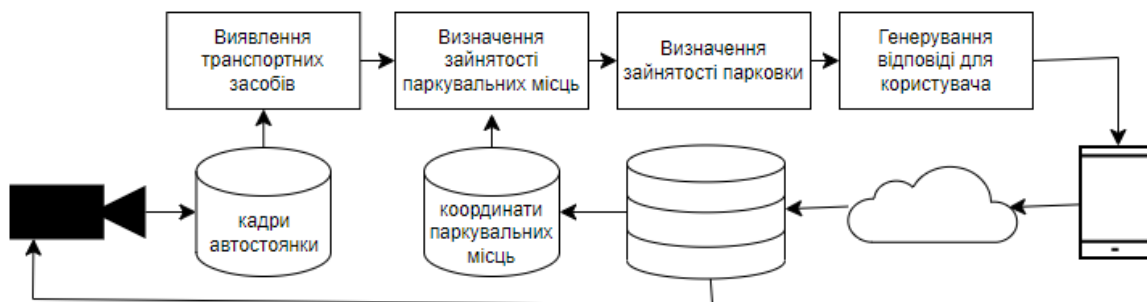 Виявлення
транспортних
засобів
Визначення
зайнятості
паркувальних місць
Визначення
зайнятості парковки
Генерування
відповіді для
користувача
кадри
автостоянки
координати
паркувальних
місць